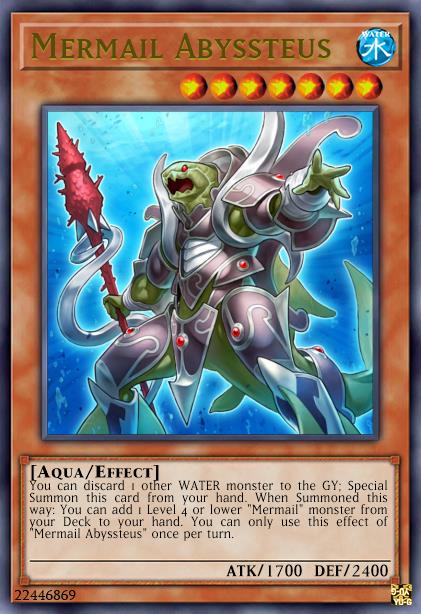 Mermail Abyssteus
WATER
水
[Aqua/Effect]
You can discard 1 other WATER monster to the GY; Special
Summon this card from your hand. When Summoned this
way: You can add 1 Level 4 or lower "Mermail" monster from
your Deck to your hand. You can only use this effect of
"Mermail Abyssteus" once per turn.
ATK/1700 DEF/2400
22446869